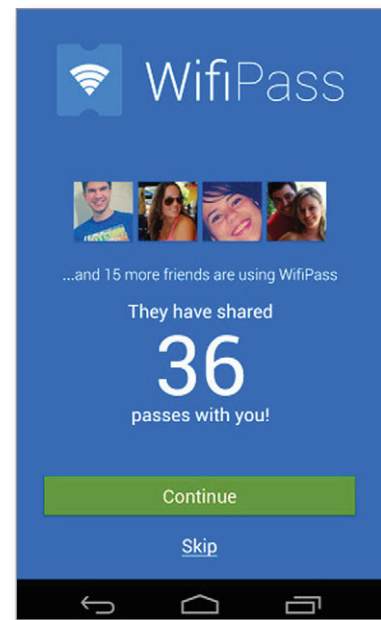 WifiPass
...and 15 more friends are using WifiPass
They have shared
36
passes with you!
Continue
Skip